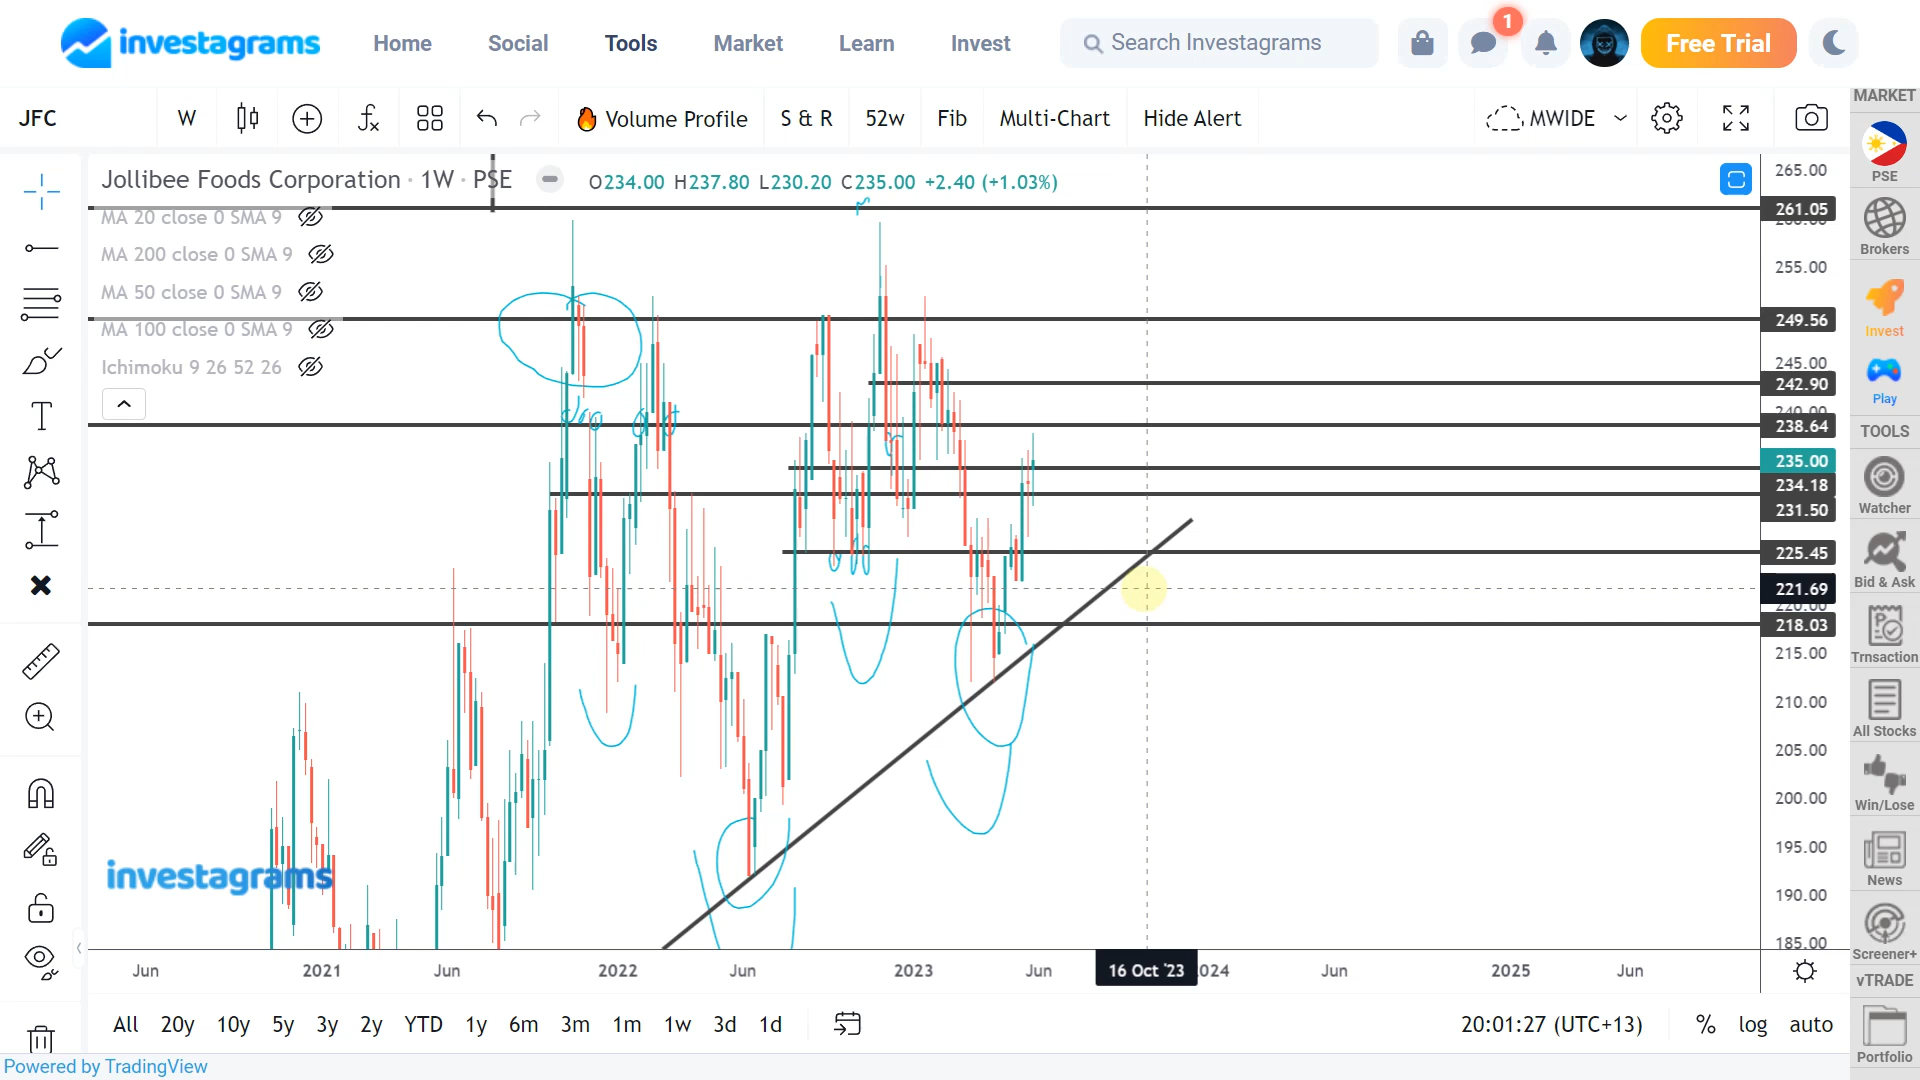 investagrams
Home Social Tools Market Learn Invest
Search Investagrams
1
Free Trial
JFC W Volume Profile S & R 52w Fib Multi-Chart Hide Alert MWIDE
Jollibee Foods Corporation · 1W · PSE O234.00 H237.80 L230.20 C235.00 +2.40 (+1.03%)
MA 20 close 0 SMA 9
MA 200 close 0 SMA 9
MA 50 close 0 SMA 9
MA 100 close 0 SMA 9
Ichimoku 9 26 52 26
265.00
261.05
255.00
249.56
245.00
242.90
240.00
238.64
235.00
234.18
231.50
225.45
221.69
220.00
218.03
215.00
210.00
205.00
200.00
195.00
190.00
185.00
investagrams
Jun 2021 Jun 2022 Jun 2023 Jun 16 Oct '23 2024 Jun 2025 Jun
All 20y 10y 5y 3y 2y YTD 1y 6m 3m 1m 1w 3d 1d
20:01:27 (UTC+13) % log auto
Powered by TradingView
MARKET
PSE
Brokers
Invest
Play
TOOLS
Watcher
Bid & Ask
Trnsaction
All Stocks
Win/Lose
News
Screener+
vTRADE
Portfolio